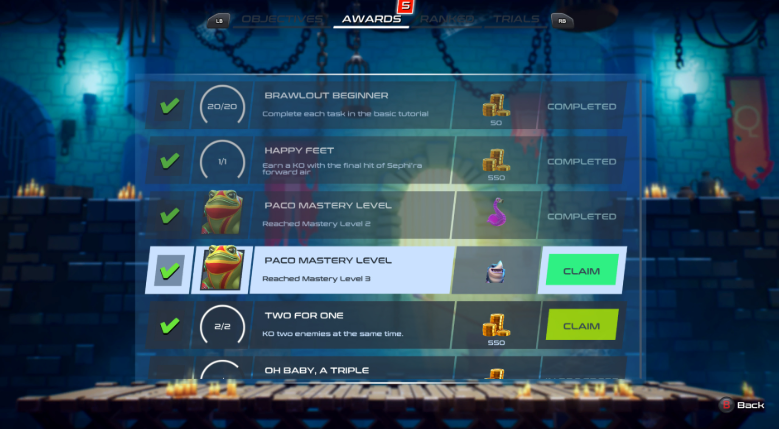 5
LB OBJECTIVES AWARDS RANKED TRIALS RB
20/20 BRAWLOUT BEGINNER
Complete each task in the basic tutorial
50 COMPLETED
1/1 HAPPY FEET
Earn a KO with the final hit of Sephi'ra
forward air
550 COMPLETED
PACO MASTERY LEVEL
Reached Mastery Level 2
COMPLETED
PACO MASTERY LEVEL
Reached Mastery Level 3
CLAIM
2/2 TWO FOR ONE
KO two enemies at the same time.
550 CLAIM
OH BABY, A TRIPLE
B Back